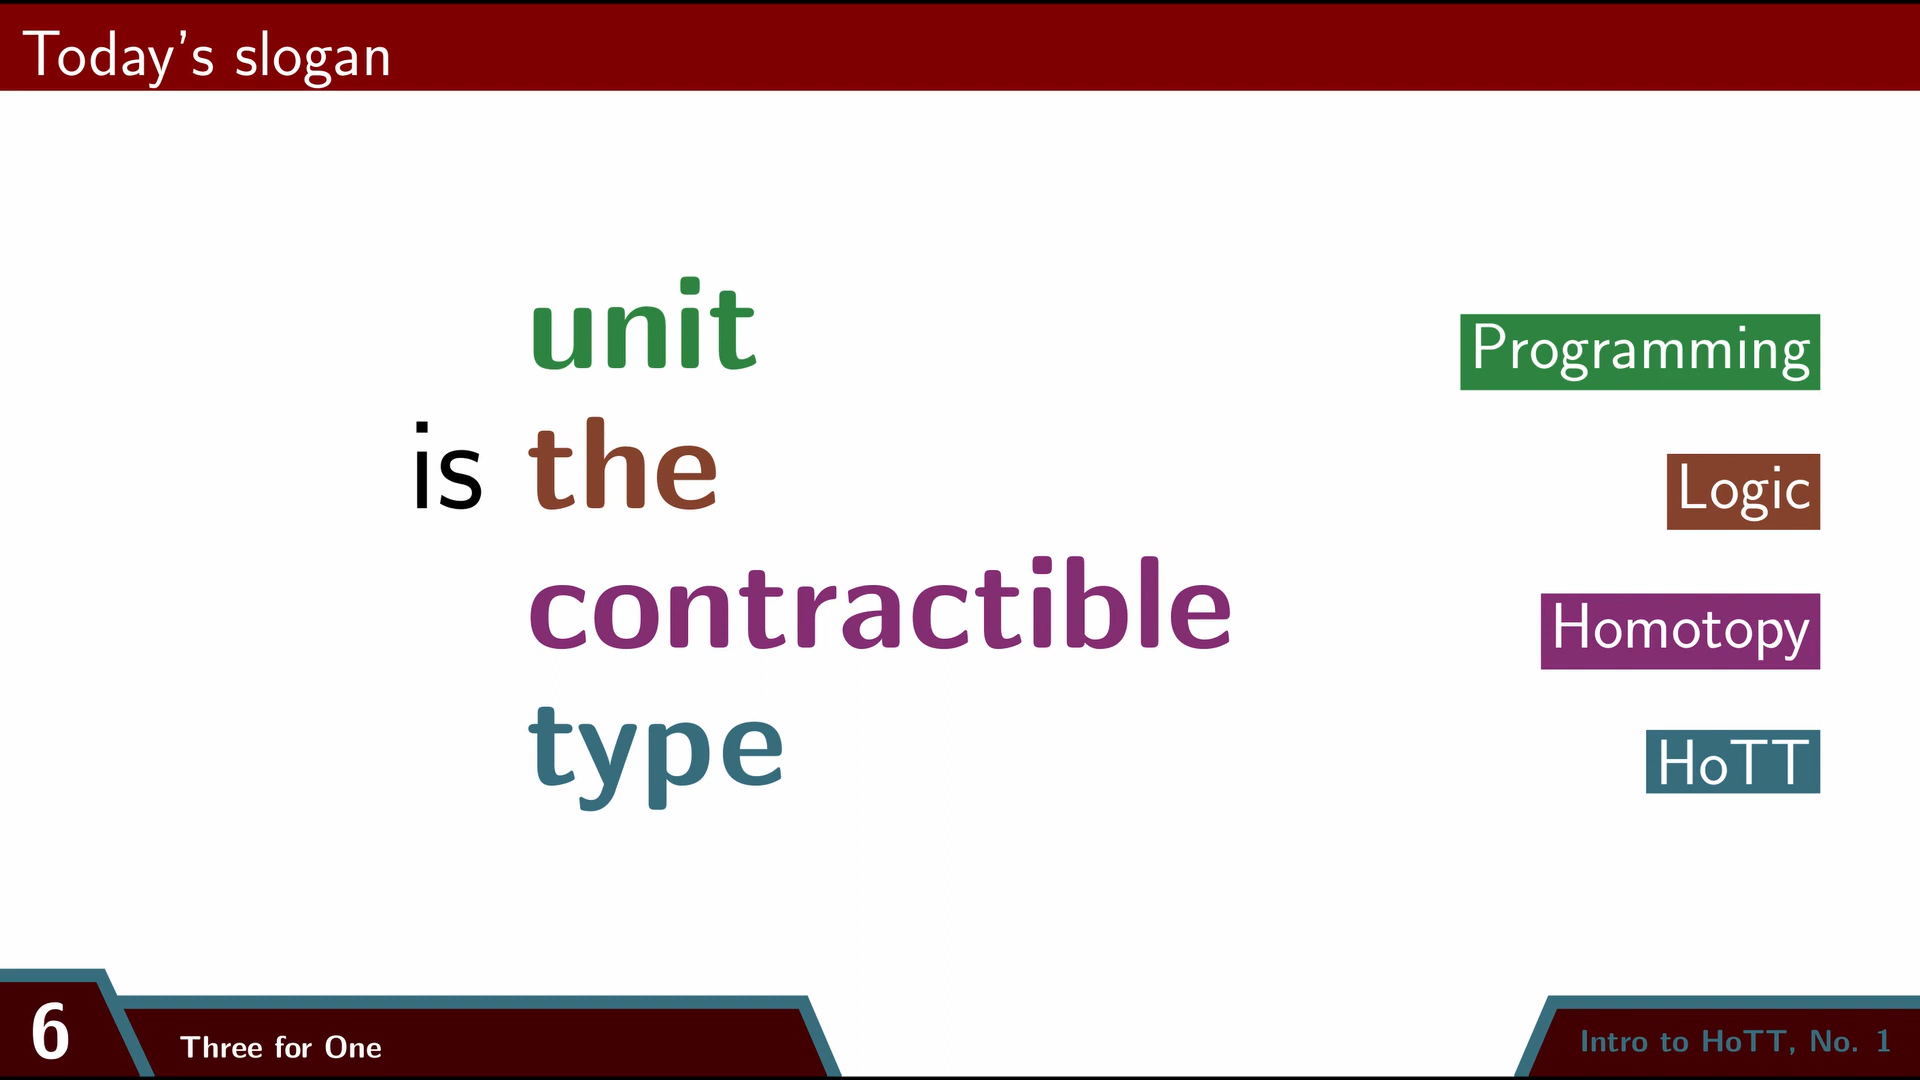 Today's slogan
unit
Programming
is the
Logic
contractible
Homotopy
type
HoTT
6
Three for One
Intro to HoTT, No. 1